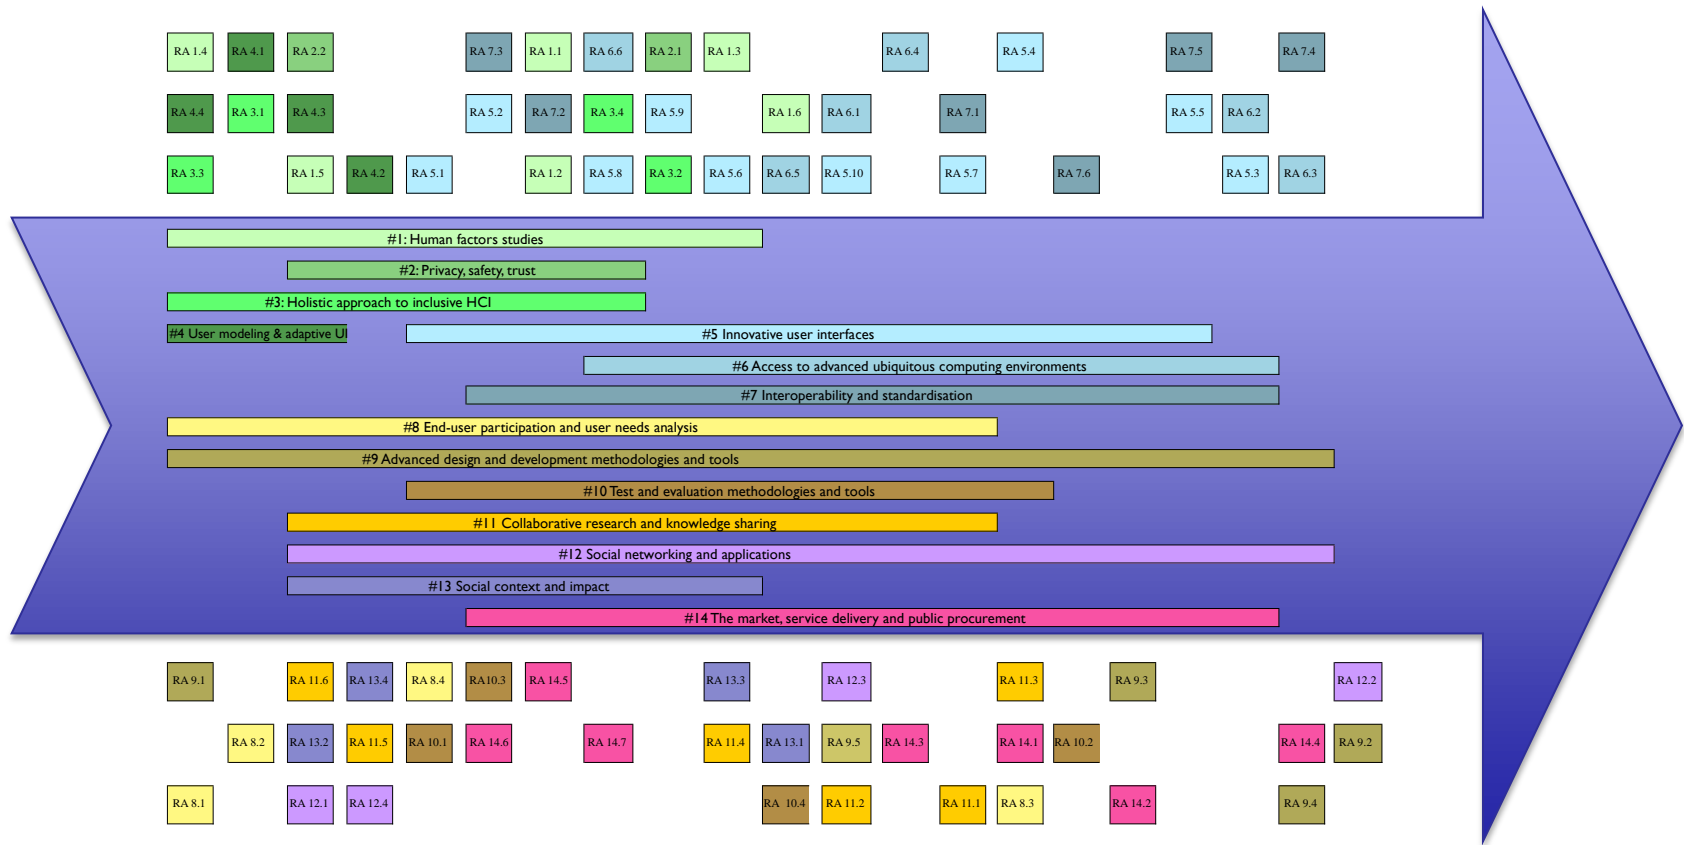 RA 1.4 RA 4.1 RA 2.2 RA 7.3 RA 1.1 RA 6.6 RA 2.1 RA 1.3 RA 6.4 RA 5.4 RA 7.5 RA 7.4
RA 4.4 RA 3.1 RA 4.3 RA 5.2 RA 7.2 RA 3.4 RA 5.9 RA 1.6 RA 6.1 RA 7.1 RA 5.5 RA 6.2
RA 3.3 RA 1.5 RA 4.2 RA 5.1 RA 1.2 RA 5.8 RA 3.2 RA 5.6 RA 6.5 RA 5.10 RA 5.7 RA 7.6 RA 5.3 RA 6.3
#1: Human factors studies
#2: Privacy, safety, trust
#3: Holistic approach to inclusive HCI
#4 User modeling & adaptive UI #5 Innovative user interfaces
#6 Access to advanced ubiquitous computing environments
#7 Interoperability and standardisation
#8 End-user participation and user needs analysis
#9 Advanced design and development methodologies and tools
#10 Test and evaluation methodologies and tools
#11 Collaborative research and knowledge sharing
#12 Social networking and applications
#13 Social context and impact
#14 The market, service delivery and public procurement
RA 9.1 RA 11.6 RA 13.4 RA 8.4 RA10.3 RA 14.5 RA 13.3 RA 12.3 RA 11.3 RA 9.3 RA 12.2
RA 8.2 RA 13.2 RA 11.5 RA 10.1 RA 14.6 RA 14.7 RA 11.4 RA 13.1 RA 9.5 RA 14.3 RA 14.1 RA 10.2 RA 14.4 RA 9.2
RA 8.1 RA 12.1 RA 12.4 RA 10.4 RA 11.2 RA 11.1 RA 8.3 RA 14.2 RA 9.4